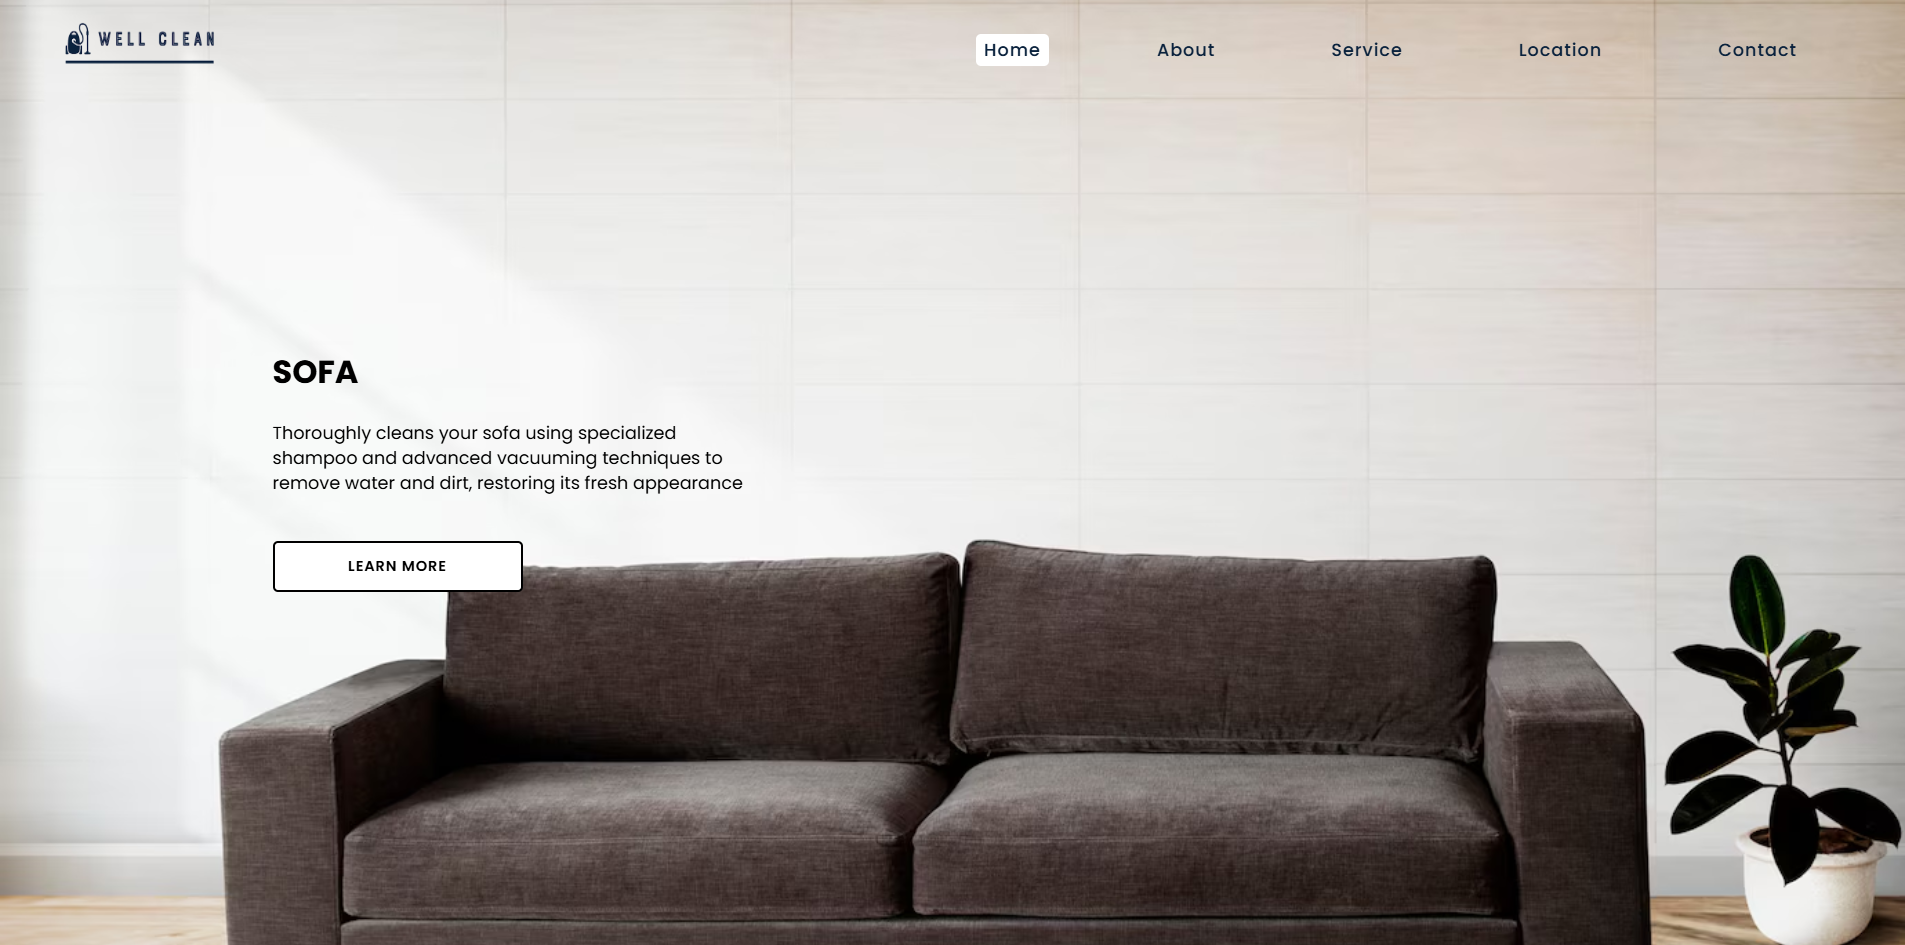 WELL CLEAN
Home
About
Service
Location
Contact
SOFA
Thoroughly cleans your sofa using specialized
shampoo and advanced vacuuming techniques to
remove water and dirt, restoring its fresh appearance
LEARN MORE